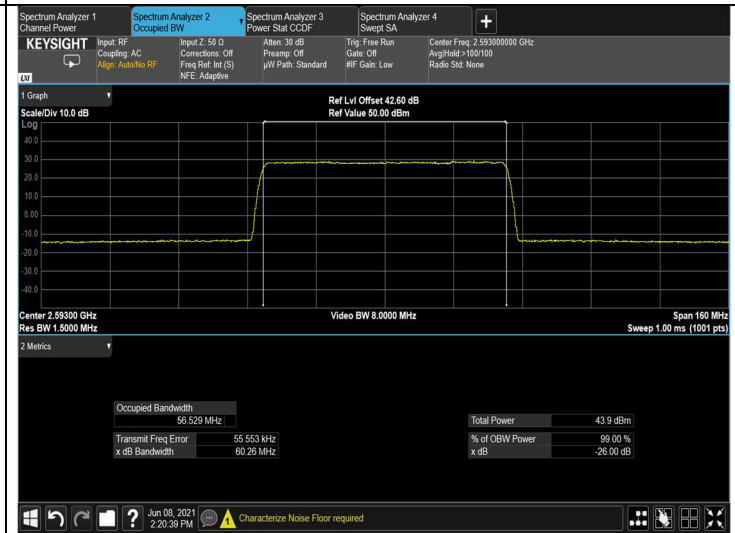 Spectrum Analyzer 1
Channel Power
Spectrum Analyzer 2
Occupied BW
Spectrum Analyzer 3
Power Stat CCDF
Spectrum Analyzer 4
Swept SA
KEYSIGHT
LXI
Input: RF
Coupling: AC
Align: Auto/No RF
Input Z: 50 Ω
Corrections: Off
Freq Ref: Int (S)
NFE: Adaptive
Atten: 30 dB
Preamp: Off
µW Path: Standard
Trig: Free Run
Gate: Off
#IF Gain: Low
Center Freq: 2.593000000 GHz
Avg|Hold:>100/100
Radio Std: None
1 Graph
Scale/Div 10.0 dB
Ref Lvl Offset 42.60 dB
Ref Value 50.00 dBm
Log
40.0
30.0
20.0
10.0
0.00
-10.0
-20.0
-30.0
-40.0
Center 2.59300 GHz
Video BW 8.0000 MHz
Span 160 MHz
Res BW 1.5000 MHz
Sweep 1.00 ms (1001 pts)
2 Metrics
Occupied Bandwidth
56.529 MHz
Total Power 43.9 dBm
Transmit Freq Error 55.553 kHz
% of OBW Power 99.00 %
x dB Bandwidth 60.26 MHz
x dB -26.00 dB
Jun 08, 2021
2:20:39 PM
Characterize Noise Floor required